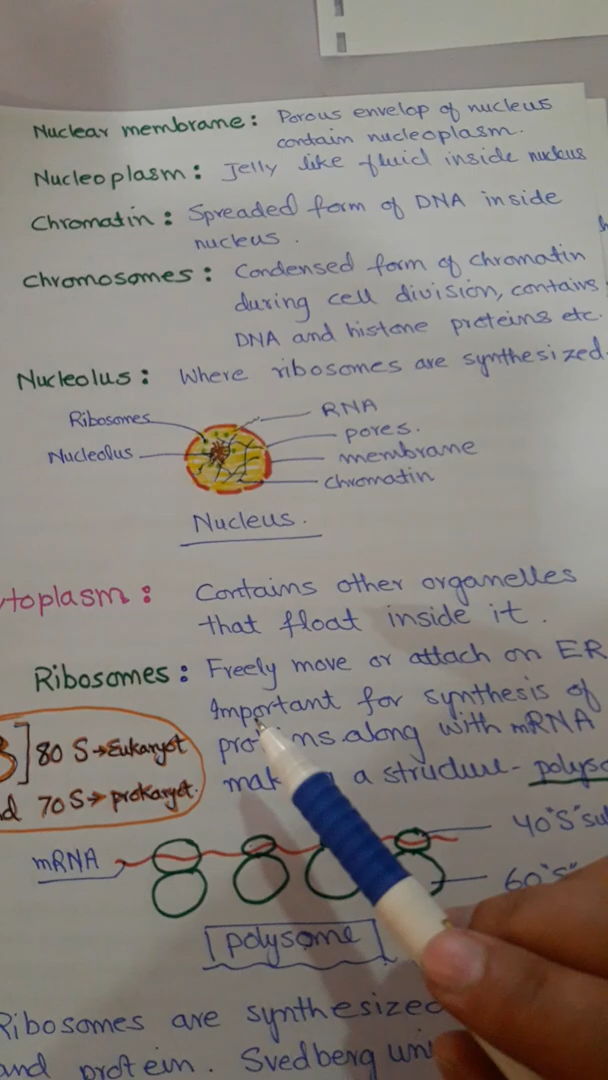 Nuclear membrane: Porous envelop of nucleus
contain nucleoplasm.
Nucleoplasm: Jelly like fluid inside nucleus
Chromatin: Spreaded form of DNA inside
nucleus.
Chromosomes: Condensed form of chromatin
during cell division, contains
DNA and histone proteins etc.
Nucleolus: Where ribosomes are synthesized.
Ribosomes
RNA
pores.
Nucleolus
membrane
chromatin
Nucleus.
toplasm: Contains other organelles
that float inside it.
Ribosomes: Freely move or attach on ER
Important for synthesis of
along with mRNA
a structure- polys
80 S→Eukaryot
70S→prokaryot.
mRNA
40"S"su
60"S"
polysome
Ribosomes are synthesized
and protein. Svedberg uni